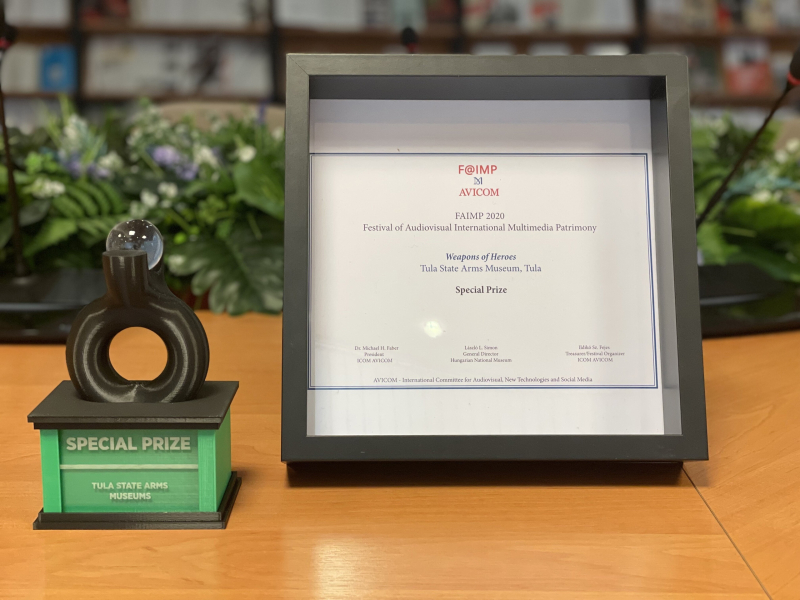 F@IMP
AVICOM
FAIMP 2020
Festival of Audiovisual International Multimedia Patrimony
Weapons of Heroes
Tula State Arms Museum, Tula
Special Prize
Dr. Michael H. Faber
President
ICOM AVICOM
László L. Simon
General Director
Hungarian National Museum
Ildikó Sz. Fejes
Treasurer/Festival Organizer
ICOM AVICOM
AVICOM - International Committee for Audiovisual, New Technologies and Social Media
SPECIAL PRIZE
TULA STATE ARMS
MUSEUMS